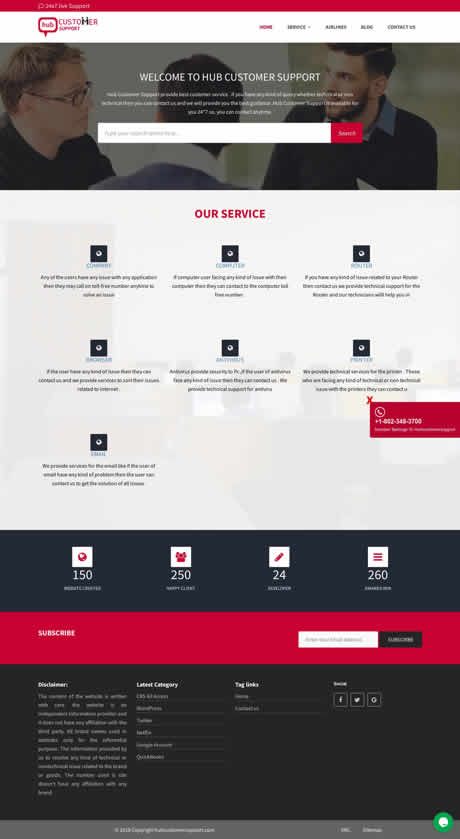 24x7 live Support
hub CUSTOMER
SUPPORT
HOME
SERVICE
AIRLINES
BLOG
CONTACT US
WELCOME TO HUB CUSTOMER SUPPORT
Hub Customer Support provide best customer service . If you have any kind of query whether technical or non
technical then you can contact us and we will provide you the best guidance. Hub Customer Support is available for
you 24*7 so, you can contact anytime.
Type your search terms here...
Search
OUR SERVICE
COMPANY
Any of the users have any issue with any application
then they may call on toll-free number anytime to
solve an issue
COMPUTER
If computer user facing any kind of issue with their
computer then they can contact to the computer toll
free number.
ROUTER
If you have any kind of issue related to your Router
then contact us we provide technical support for the
Router and our technicians will help you in
BROWSER
If the user have any kind of issue then they can
contact us and we provide services to sort their issues
related to internet .
ANTIVIRUS
Antivirus provide security to Pc ,if the user of antivirus
face any kind of issue then they can contact us . We
provide technical support for antivirus
PRINTER
We provide technical services for the printer . Those
who are facing any kind of technical or non technical
issue with the printers they can contact u
X
+1-802-348-3700
EMAIL
We provide services for the email like if the user of
email have any kind of problem then the user can
contact us to get the solution of all issues
150
WEBSITE CREATED
250
HAPPY CLIENT
24
DEVELOPER
260
AWARDS WIN
SUBSCRIBE
Enter your Email address
SUBSCRIBE
Disclaimer:
The content of the website is written
with care, the website is an
independent information provider and
it does not have any affiliation with the
third party. All brand names used in
website only for the referential
purpose. The information provided by
us to resolve any kind of technical or
nontechnical issue related to the brand
or goods. The number used in site
doesn't have any affiliation with any
brand.
Latest Category
CBS All Access
WordPress
Twitter
Netflix
Google Account
QuickBooks
Tag links
Home
Contact us
Social
f
G
© 2019 Copyright hubcustomersupport.com
XML
Sitemap